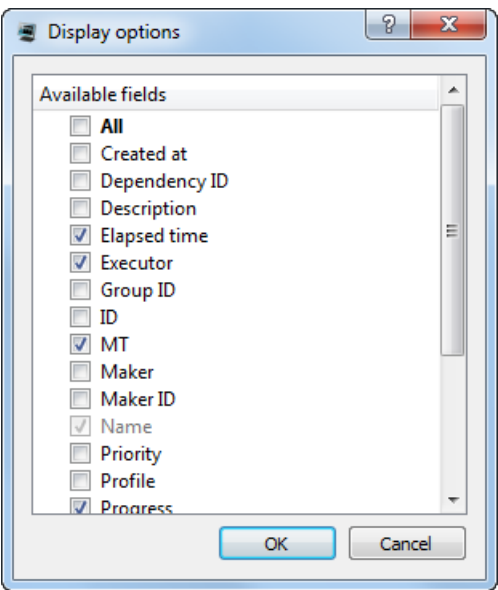 Display options
?
Available fields
All
Created at
Dependency ID
Description
Elapsed time
Executor
Group ID
ID
MT
Maker
Maker ID
Name
Priority
Profile
Progress
OK
Cancel